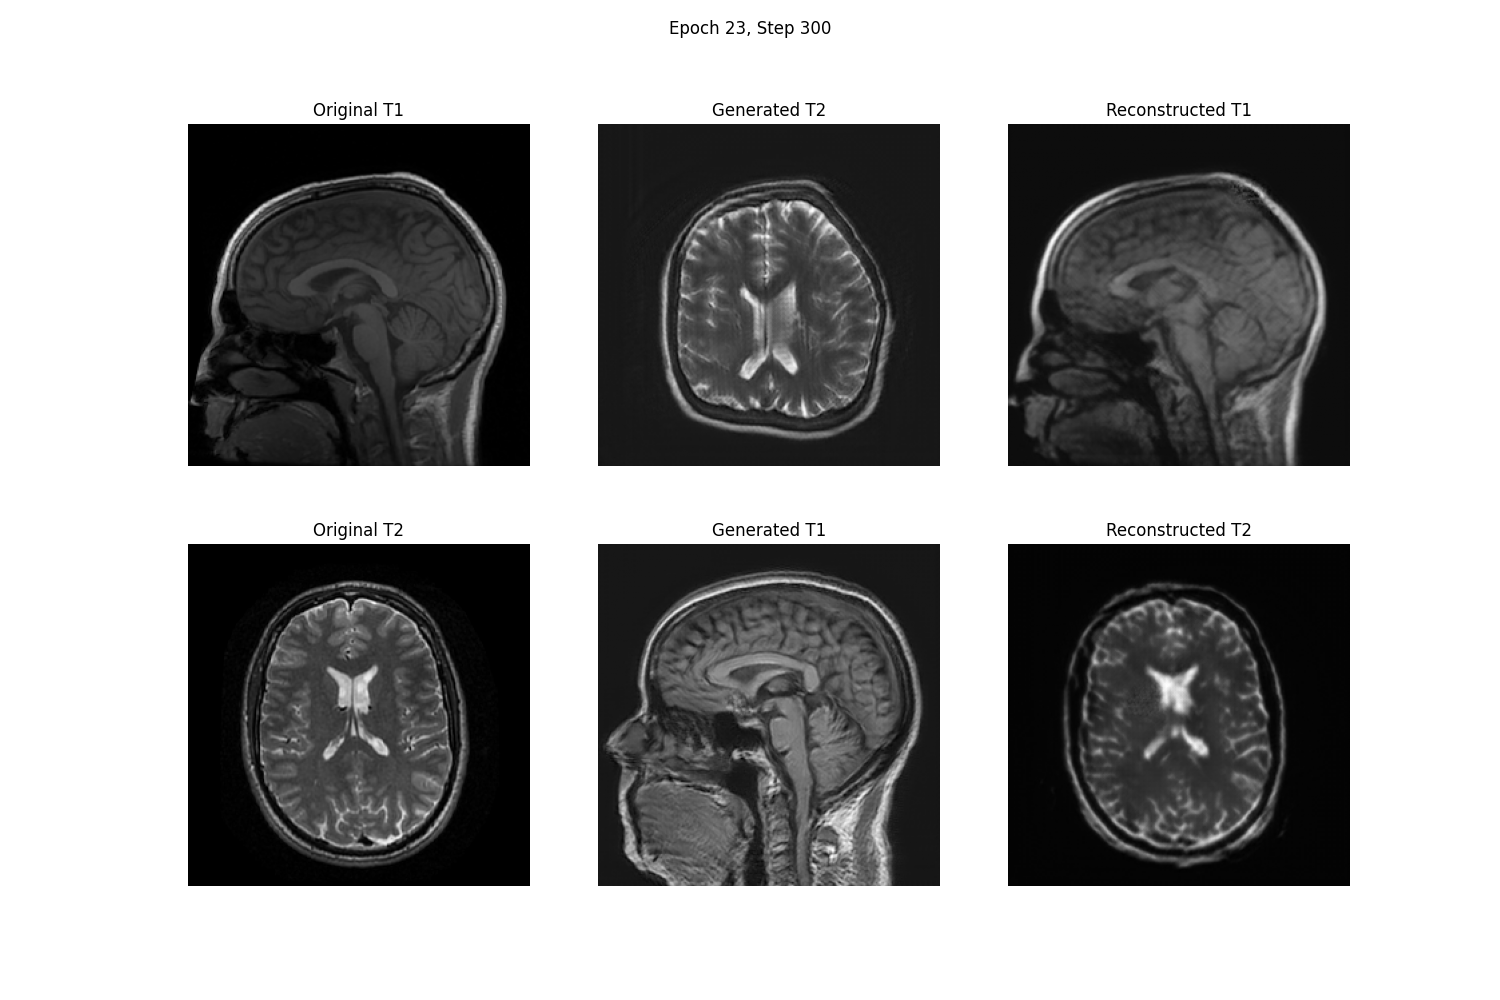 Epoch 23, Step 300
Original T1
Generated T2
Reconstructed T1
Original T2
Generated T1
Reconstructed T2